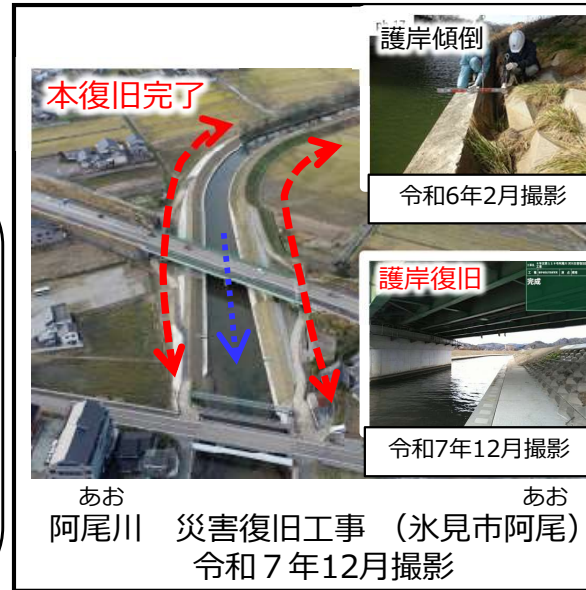 本復旧完了
護岸傾倒
令和6年2月撮影
護岸復旧
完成
令和7年12月撮影
あお
あお
阿尾川 災害復旧工事 (氷見市阿尾)
令和７年12月撮影